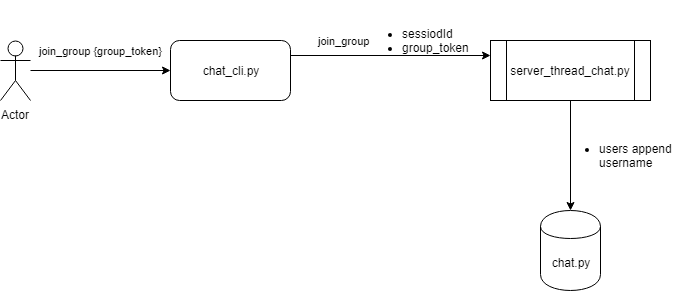 join_group {group_token}
Actor
chat_cli.py
join_group
• sessiodId
• group_token
server_thread_chat.py
• users append
username
chat.py